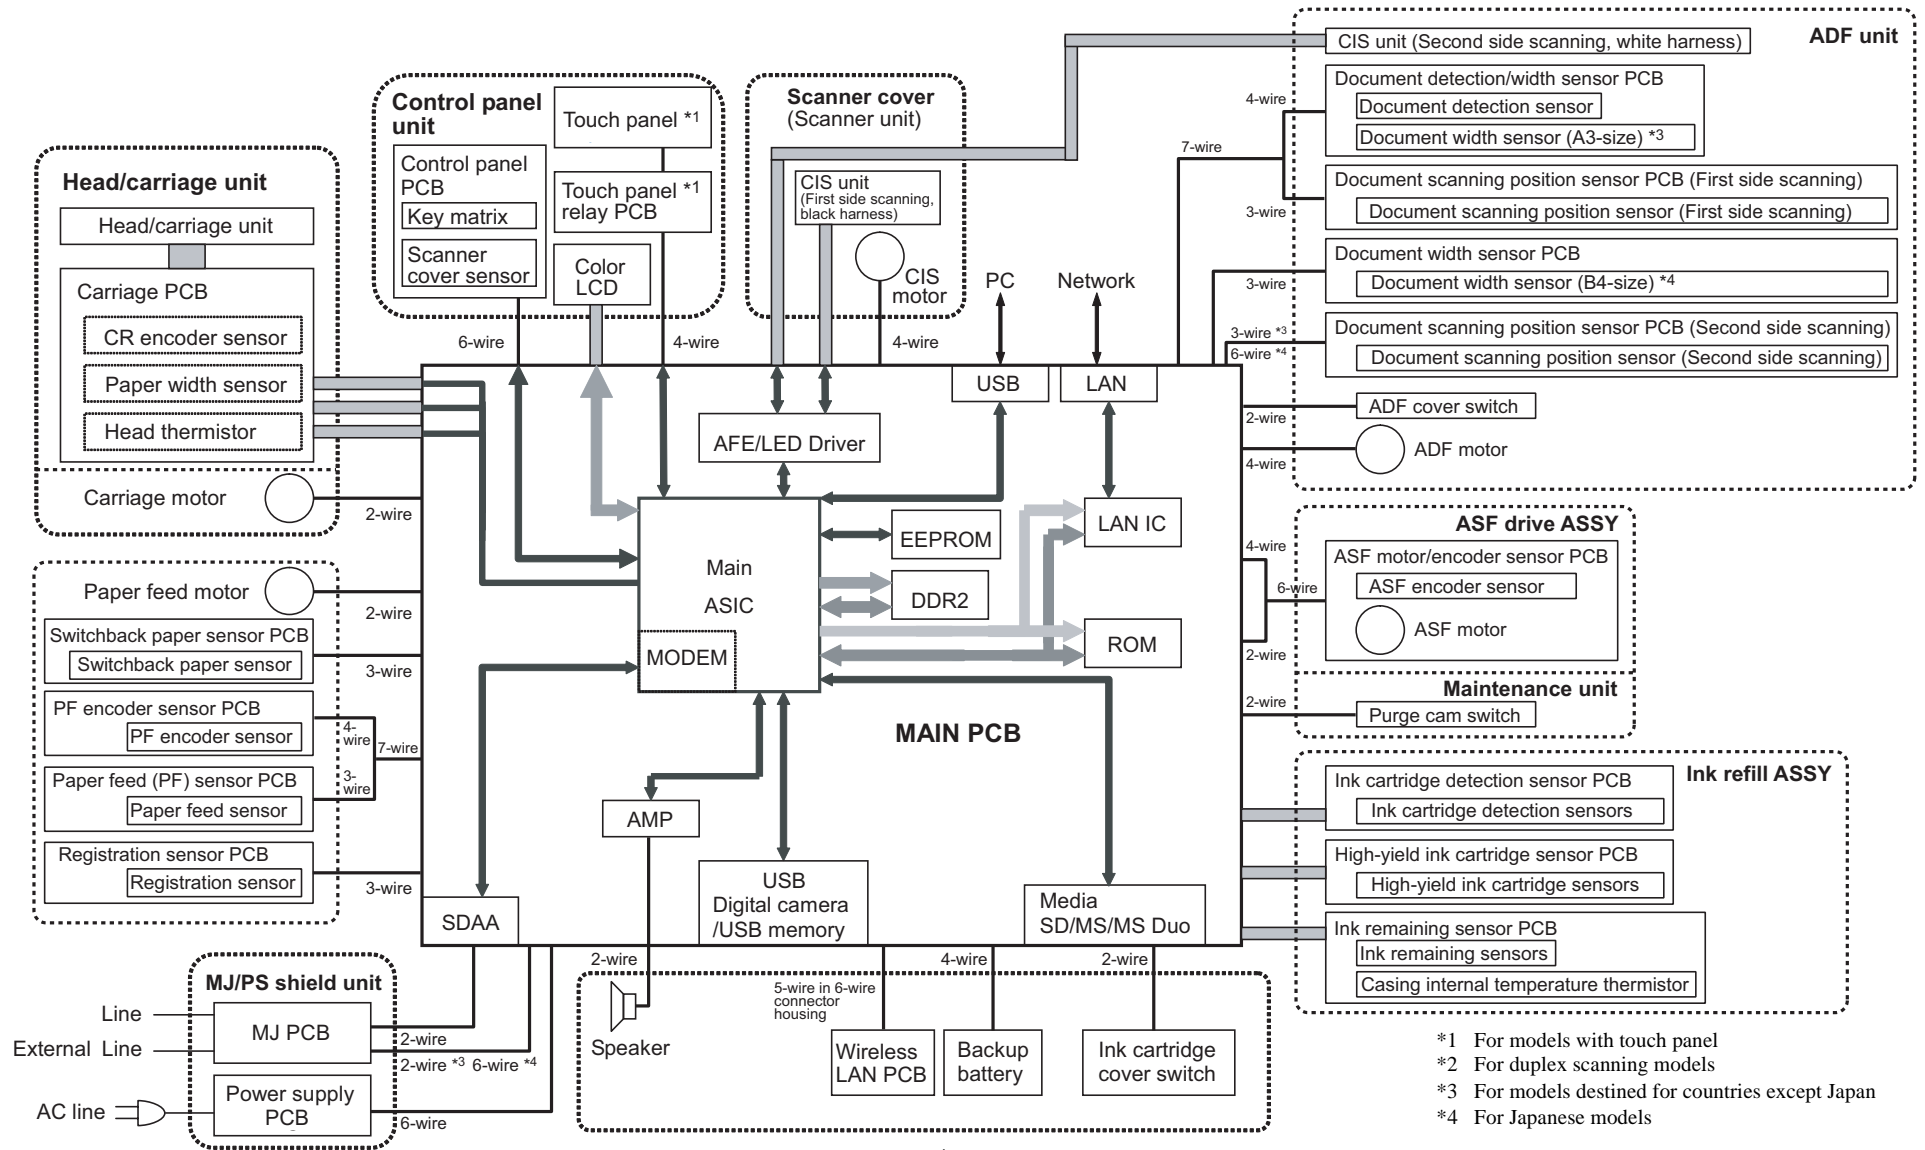 ADF unit
CIS unit (Second side scanning, white harness)
Document detection/width sensor PCB
Document detection sensor
Document width sensor (A3-size) *3
4-wire
7-wire
Document scanning position sensor PCB (First side scanning)
Document scanning position sensor (First side scanning)
3-wire
Document width sensor PCB
Document width sensor (B4-size) *4
3-wire
Document scanning position sensor PCB (Second side scanning)
Document scanning position sensor (Second side scanning)
3-wire *3
6-wire *4
ADF cover switch
2-wire
ADF motor
4-wire
Control panel
unit
Touch panel *1
Control panel
PCB
Key matrix
Scanner
cover sensor
Touch panel *1
relay PCB
Color
LCD
6-wire
4-wire
Scanner cover
(Scanner unit)
CIS unit
(First side scanning,
black harness)
CIS
motor
4-wire
PC
Network
Head/carriage unit
Head/carriage unit
Carriage PCB
CR encoder sensor
Paper width sensor
Head thermistor
Carriage motor
2-wire
Paper feed motor
2-wire
Switchback paper sensor PCB
Switchback paper sensor
3-wire
PF encoder sensor PCB
PF encoder sensor
4-
wire
7-wire
Paper feed (PF) sensor PCB
Paper feed sensor
3-
wire
Registration sensor PCB
Registration sensor
3-wire
USB
LAN
AFE/LED Driver
EEPROM
LAN IC
Main
ASIC
DDR2
MODEM
ROM
MAIN PCB
AMP
USB
Digital camera
/USB memory
Media
SD/MS/MS Duo
SDAA
ASF drive ASSY
ASF motor/encoder sensor PCB
ASF encoder sensor
ASF motor
4-wire
6-wire
2-wire
Maintenance unit
Purge cam switch
2-wire
Ink refill ASSY
Ink cartridge detection sensor PCB
Ink cartridge detection sensors
High-yield ink cartridge sensor PCB
High-yield ink cartridge sensors
Ink remaining sensor PCB
Ink remaining sensors
Casing internal temperature thermistor
MJ/PS shield unit
Line
External Line
MJ PCB
2-wire
2-wire *3 6-wire *4
AC line
Power supply
PCB
6-wire
2-wire
Speaker
5-wire in 6-wire
connector
housing
Wireless
LAN PCB
4-wire
Backup
battery
2-wire
Ink cartridge
cover switch
*1 For models with touch panel
*2 For duplex scanning models
*3 For models destined for countries except Japan
*4 For Japanese models